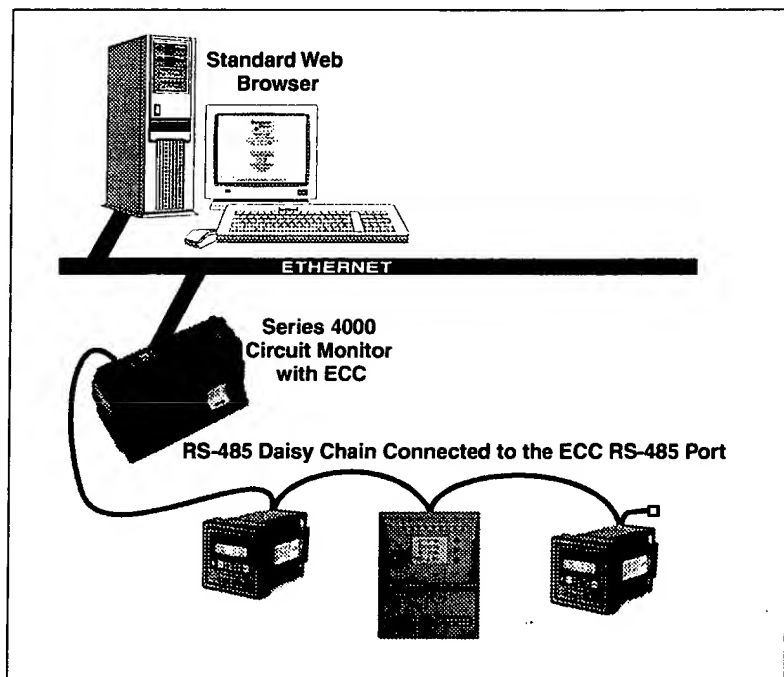 Standard Web
Browser
ETHERNET
Series 4000
Circuit Monitor
with ECC
RS-485 Daisy Chain Connected to the ECC RS-485 Port